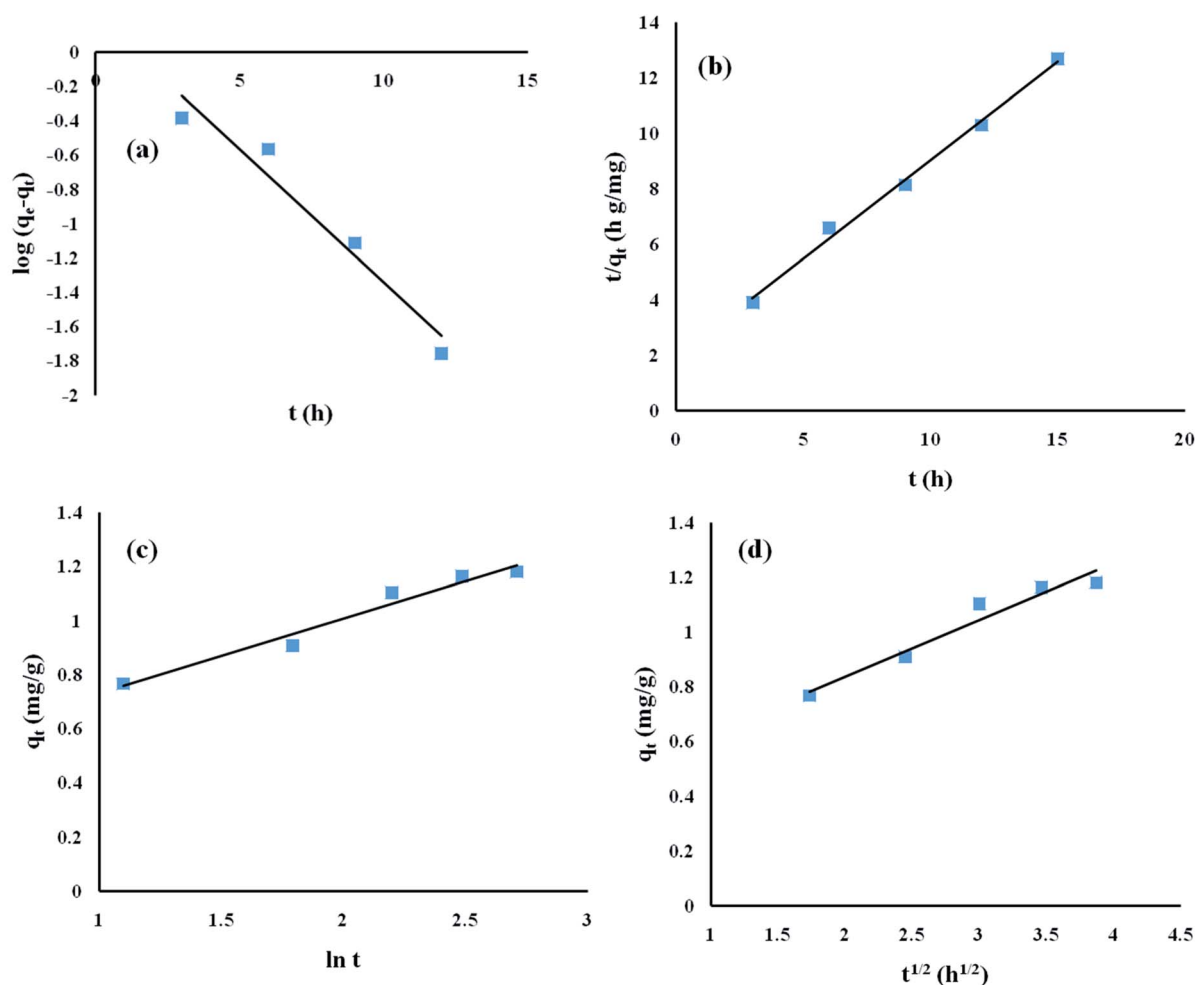 (a)
0
-0.2
-0.4
-0.6
-0.8
-1
-1.2
-1.4
-1.6
-1.8
-2
0 5 10 15
log (qe-qt)
t (h)
(b)
14
12
10
8
6
4
2
0
0 5 10 15 20
t/qt (h g/mg)
t (h)
(c)
1.4
1.2
1
0.8
0.6
0.4
0.2
0
1 1.5 2 2.5 3
qt (mg/g)
ln t
(d)
1.4
1.2
1
0.8
0.6
0.4
0.2
0
1 1.5 2 2.5 3 3.5 4 4.5
qt (mg/g)
t1/2 (h1/2)